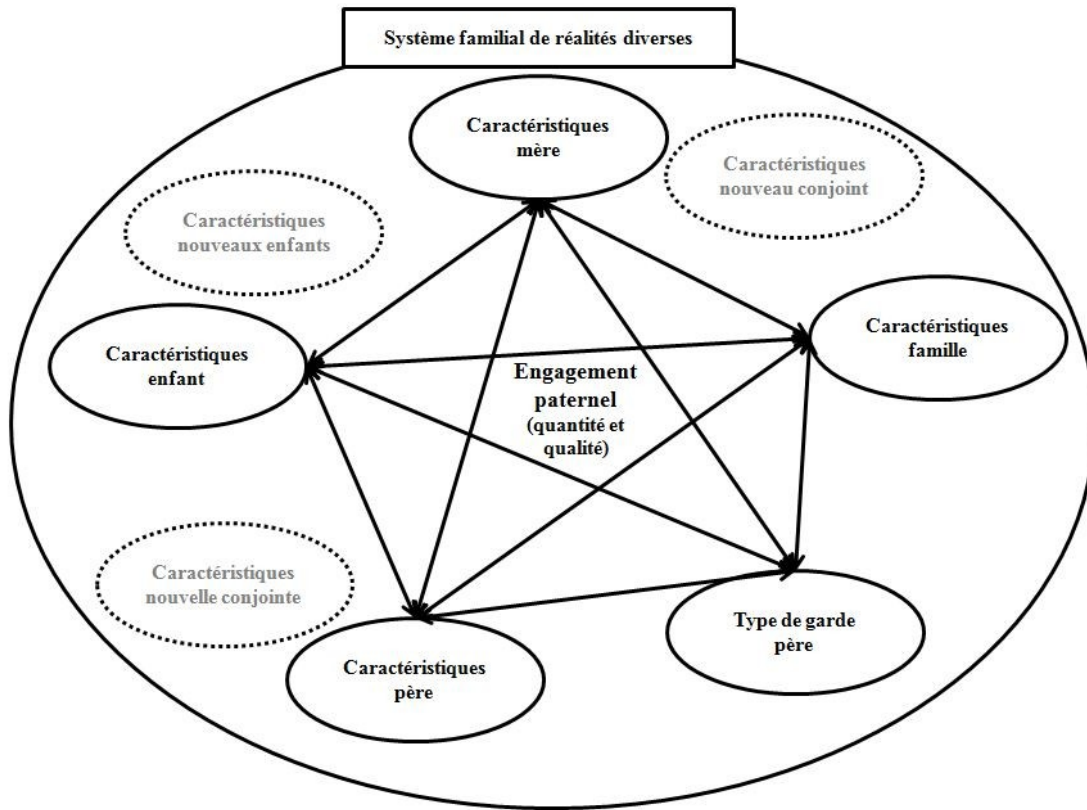 Système familial de réalités diverses
Caractéristiques
mère
Caractéristiques
nouveau conjoint
Caractéristiques
nouveaux enfants
Caractéristiques
enfant
Caractéristiques
famille
Engagement
paternel
(quantité et
qualité)
Caractéristiques
nouvelle conjointe
Type de garde
père
Caractéristiques
père